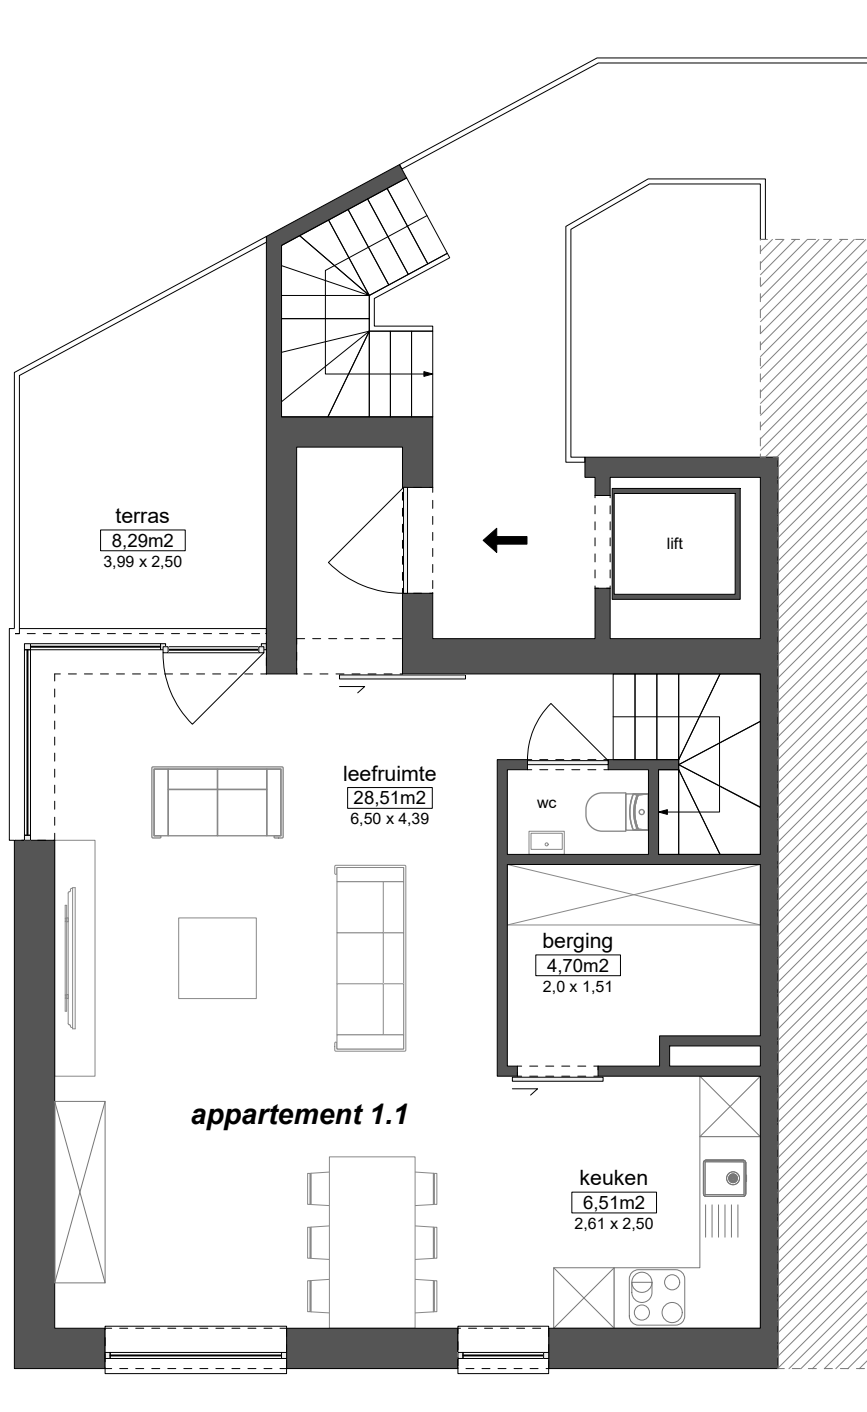 terras
8,29m2
3,99 x 2,50
lift
leefruimte
28,51m2
6,50 x 4,39
wc
berging
4,70m2
2,0 x 1,51
appartement 1.1
keuken
6,51m2
2,61 x 2,50